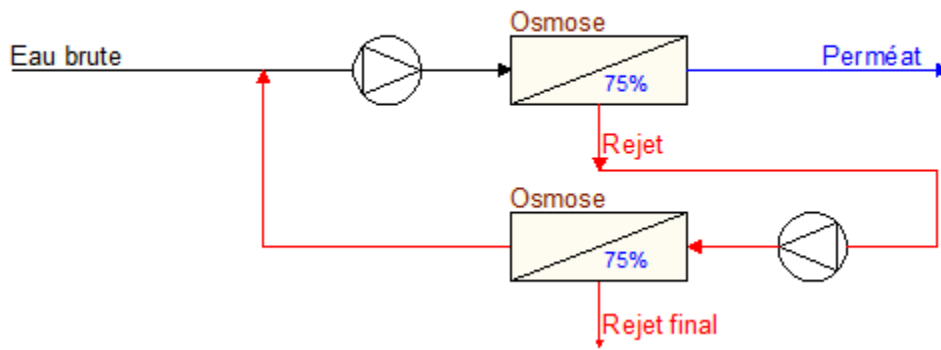 Osmose
Eau brute
Perméat
75%
Rejet
Osmose
75%
Rejet final